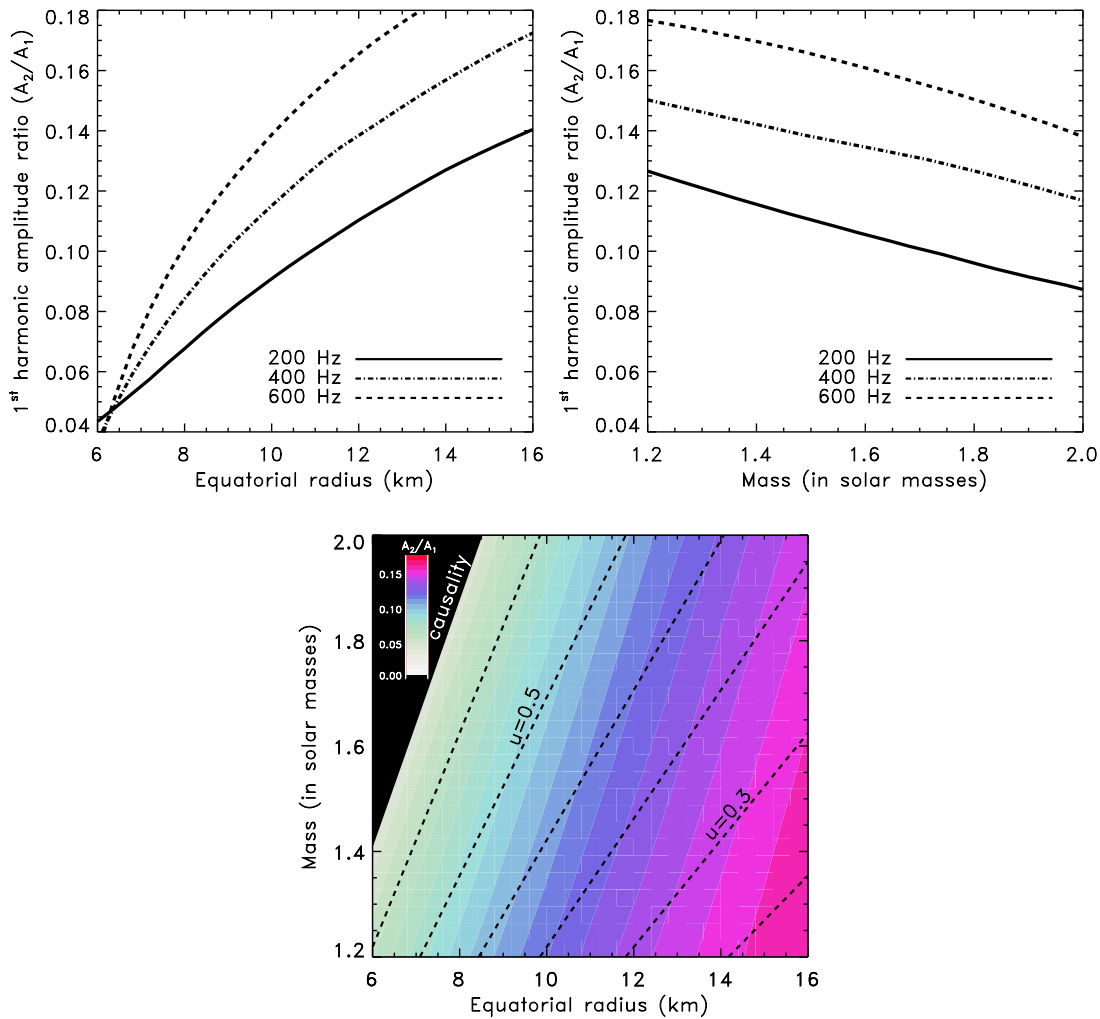 1st harmonic amplitude ratio (A2/A1)
0.18
0.16
0.14
0.12
0.10
0.08
0.06
0.04
200 Hz
400 Hz
600 Hz
6 8 10 12 14 16
Equatorial radius (km)
1st harmonic amplitude ratio (A2/A1)
0.18
0.16
0.14
0.12
0.10
0.08
0.06
0.04
200 Hz
400 Hz
600 Hz
1.2 1.4 1.6 1.8 2.0
Mass (in solar masses)
Mass (in solar masses)
2.0
1.8
1.6
1.4
1.2
A2/A1
0.15
0.10
0.05
0.00
causality
u=0.5
u=0.3
6 8 10 12 14 16
Equatorial radius (km)